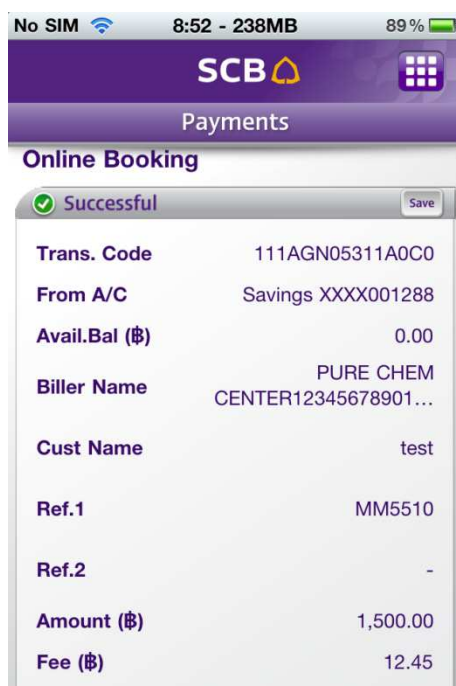 No SIM 8:52 - 238MB 89%
SCB
Payments
Online Booking
Successful Save
Trans. Code 111AGN05311A0C0
From A/C Savings XXXX001288
Avail.Bal (฿) 0.00
Biller Name PURE CHEM
CENTER12345678901...
Cust Name test
Ref.1 MM5510
Ref.2 -
Amount (฿) 1,500.00
Fee (฿) 12.45